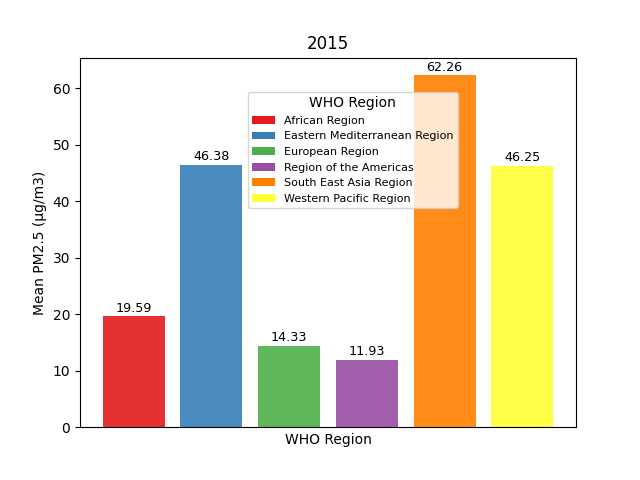 2015
62.26
60
WHO Region
African Region
Eastern Mediterranean Region
European Region
Region of the Americas
South East Asia Region
Western Pacific Region
50
46.38
46.25
40
Mean PM2.5 (µg/m3)
30
20
19.59
14.33
11.93
10
0
WHO Region